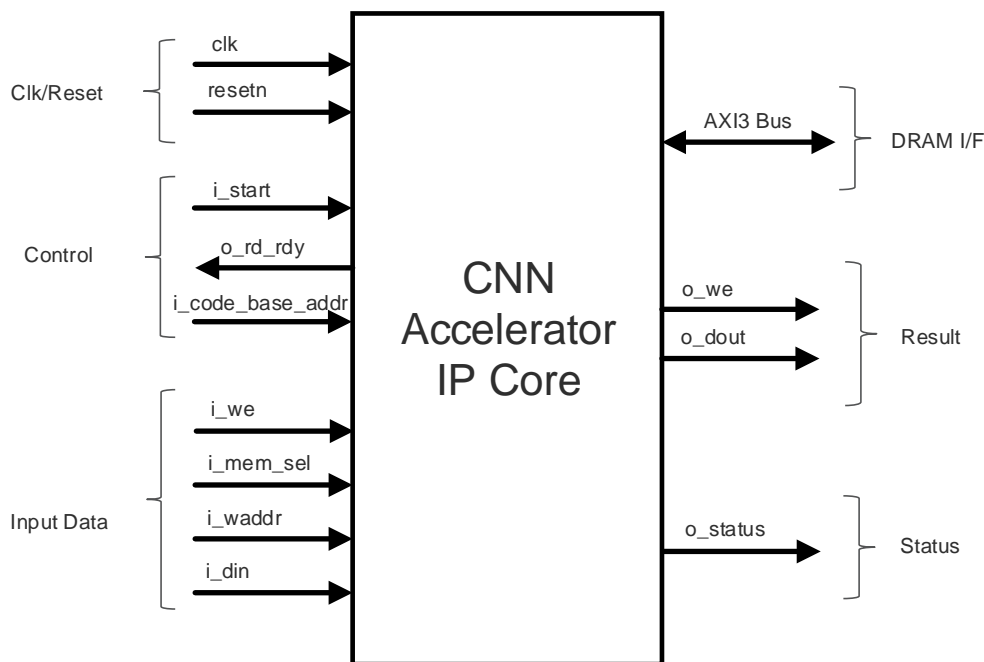 Clk/Reset
clk
resetn
Control
i_start
o_rd_rdy
i_code_base_addr
Input Data
i_we
i_mem_sel
i_waddr
i_din
CNN
Accelerator
IP Core
AXI3 Bus
DRAM I/F
o_we
o_dout
Result
o_status
Status